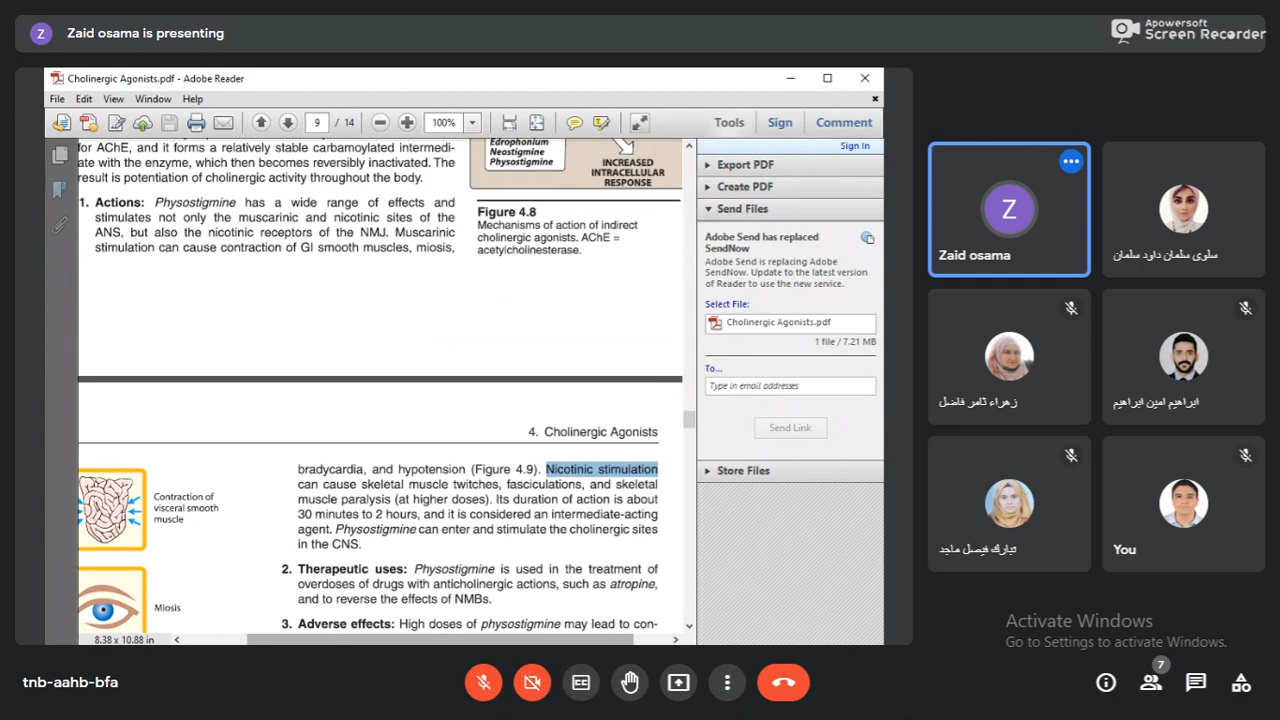 Z
Zaid osama is presenting
Apowersoft
Screen Recorder
Cholinergic Agonists.pdf - Adobe Reader
File Edit View Window Help
9 / 14
100%
Tools Sign Comment
for AChE, and it forms a relatively stable carbamoylated intermedi-
ate with the enzyme, which then becomes reversibly inactivated. The
result is potentiation of cholinergic activity throughout the body.
1. Actions: Physostigmine has a wide range of effects and
stimulates not only the muscarinic and nicotinic sites of the
ANS, but also the nicotinic receptors of the NMJ. Muscarinic
stimulation can cause contraction of GI smooth muscles, miosis,
Edrophonium
Neostigmine
Physostigmine
INCREASED
INTRACELLULAR
RESPONSE
Figure 4.8
Mechanisms of action of indirect
cholinergic agonists. AChE =
acetylcholinesterase.
4. Cholinergic Agonists
Contraction of
visceral smooth
muscle
Miosis
bradycardia, and hypotension (Figure 4.9). Nicotinic stimulation
can cause skeletal muscle twitches, fasciculations, and skeletal
muscle paralysis (at higher doses). Its duration of action is about
30 minutes to 2 hours, and it is considered an intermediate-acting
agent. Physostigmine can enter and stimulate the cholinergic sites
in the CNS.
2. Therapeutic uses: Physostigmine is used in the treatment of
overdoses of drugs with anticholinergic actions, such as atropine,
and to reverse the effects of NMBs.
3. Adverse effects: High doses of physostigmine may lead to con-
8.38 x 10.88 in
Sign In
Export PDF
Create PDF
Send Files
Adobe Send has replaced
SendNow
Adobe Send is replacing Adobe
SendNow. Update to the latest version
of Reader to use the new service.
Select File:
Cholinergic Agonists.pdf
1 file / 7.21 MB
To...
Type in email addresses
Send Link
Store Files
Z
Zaid osama
سلوى سلمان داود سلمان
زهراء ثامر فاضل
ابراهيم امين ابراهيم
تبارك فيصل ماجد
You
Activate Windows
Go to Settings to activate Windows.
tnb-aahb-bfa
CC
7